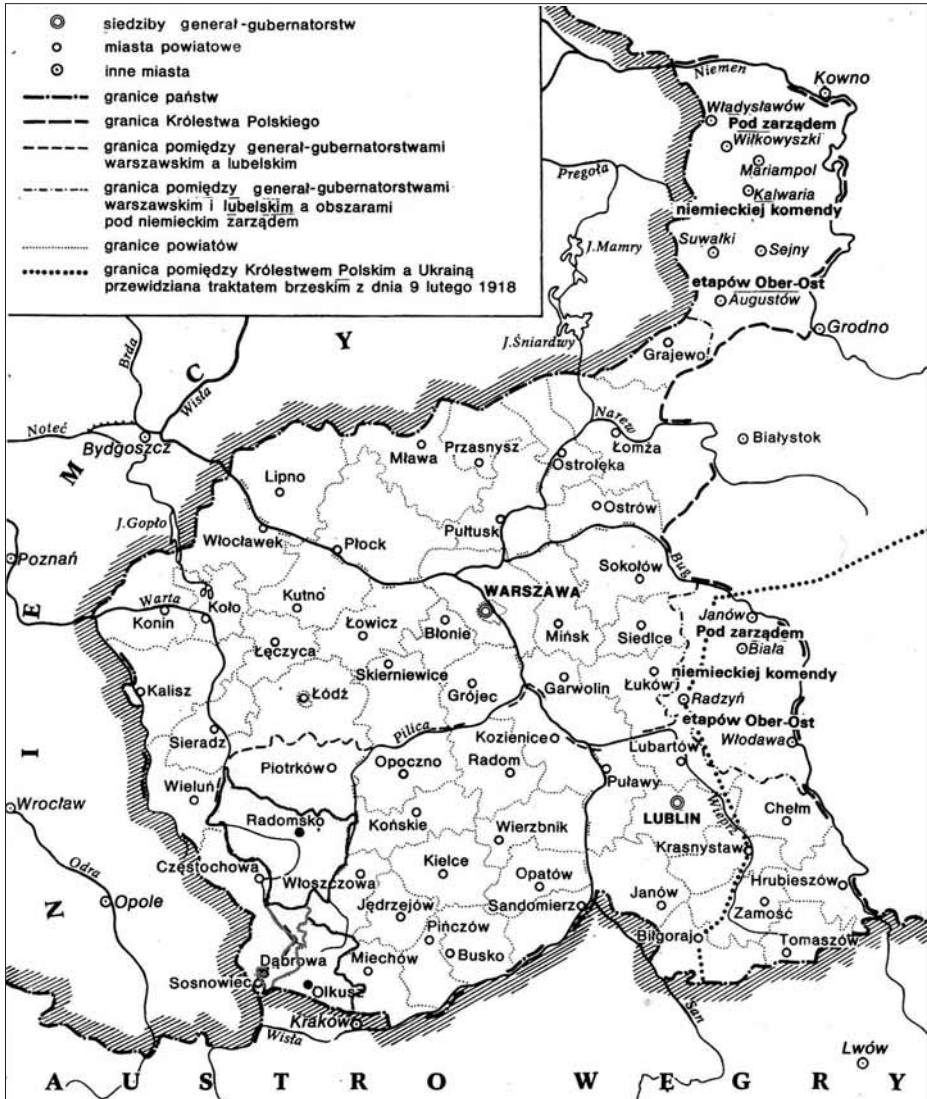 siedziby generał-gubernatorstw
miasta powiatowe
inne miasta
granice państw
granica Królestwa Polskiego
granica pomiędzy generał-gubernatorstwami
warszawskim a lubelskim
granica pomiędzy generał-gubernatorstwami
warszawskim i lubelskim a obszarami
pod niemieckim zarządem
granice powiatów
granica pomiędzy Królestwem Polskim a Ukrainą
przewidziana traktatem brzeskim z dnia 9 lutego 1918
Niemen
Kowno
Władysławów
Pod zarządem
Wiłkowyszki
Mariampol
Pregoła
Kalwaria
niemieckiej komendy
J.Mamry
Suwałki
Sejny
etapów Ober-Ost
Augustów
Grodno
J.Śniardwy
Grajewo
Brda
Wisła
N I E M C Y
Noteć
Bydgoszcz
Narew
Łomża
Białystok
Mława
Przasnysz
Ostrołęka
Lipno
Ostrów
J.Gopło
Pułtusk
Włocławek
Płock
Poznań
Bug
Sokołów
WARSZAWA
Warta
Koło
Kutno
Janów
Konin
Łowicz
Błonie
Mińsk
Siedlce
Pod zarządem
Biała
Łęczyca
Skierniewice
niemieckiej komendy
Kalisz
Łódź
Grójec
Garwolin
Łuków
Radzyń
etapów Ober-Ost
Sieradz
Pilica
Kozienice
Lubartów
Włodawa
Piotrków
Opoczno
Radom
Puławy
Wieluń
Wrocław
Radomsko
Końskie
Wierzbnik
LUBLIN
Wieprz
Chełm
Krasnystaw
Odra
Częstochowa
Włoszczowa
Kielce
Opatów
Hrubieszów
Opole
Jędrzejów
Sandomierz
Janów
Zamość
Pińczów
Biłgoraj
Tomaszów
Dąbrowa
Miechów
Busko
Sosnowiec
Olkusz
Kraków
Wisła
San
Lwów
A U S T R O W Ę G R Y